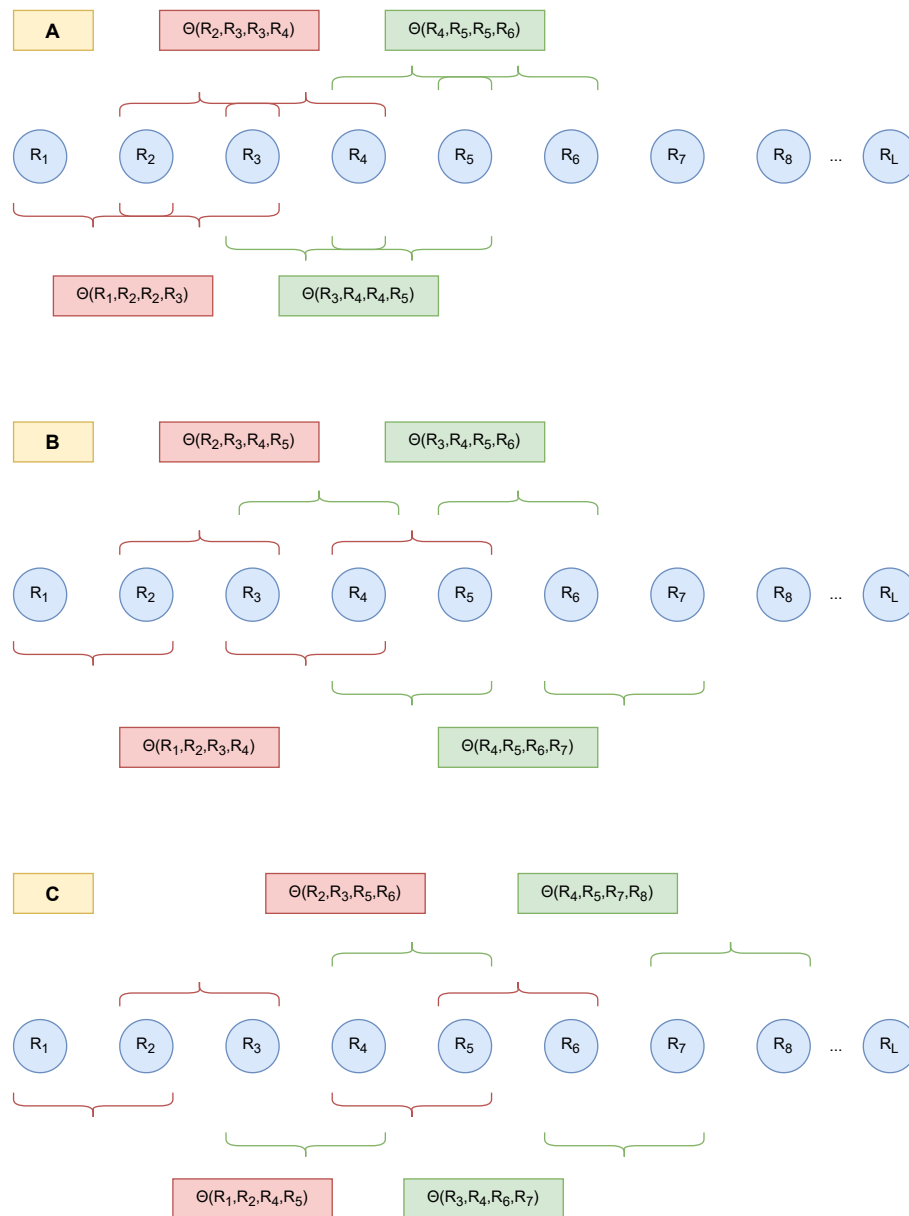 A Θ(R₂,R₃,R₃,R₄) Θ(R₄,R₅,R₅,R₆)
R₁ R₂ R₃ R₄ R₅ R₆ R₇ R₈ ... R_L
Θ(R₁,R₂,R₂,R₃) Θ(R₃,R₄,R₄,R₅)
B Θ(R₂,R₃,R₄,R₅) Θ(R₃,R₄,R₅,R₆)
R₁ R₂ R₃ R₄ R₅ R₆ R₇ R₈ ... R_L
Θ(R₁,R₂,R₃,R₄) Θ(R₄,R₅,R₆,R₇)
C Θ(R₂,R₃,R₅,R₆) Θ(R₄,R₅,R₇,R₈)
R₁ R₂ R₃ R₄ R₅ R₆ R₇ R₈ ... R_L
Θ(R₁,R₂,R₄,R₅) Θ(R₃,R₄,R₆,R₇)